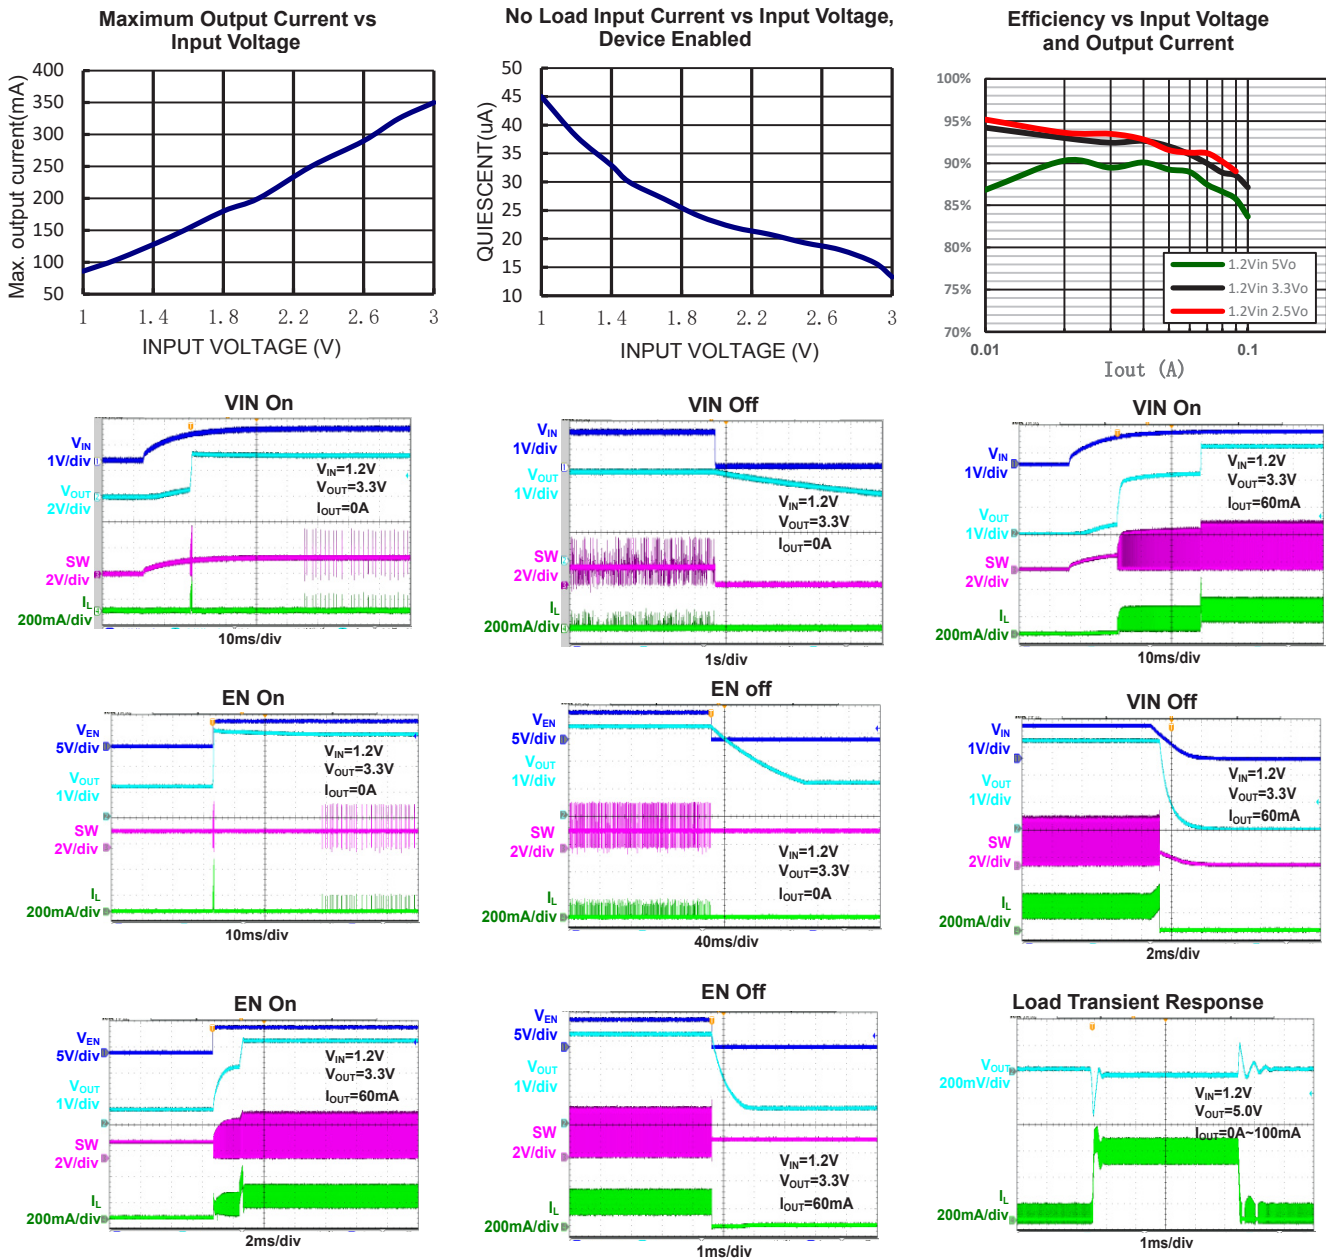 Maximum Output Current vs
Input Voltage
Max. output current(mA)
400
350
300
250
200
150
100
50
1
1.4
1.8
2.2
2.6
3
INPUT VOLTAGE (V)
No Load Input Current vs Input Voltage,
Device Enabled
QUIESCENT(uA)
50
45
40
35
30
25
20
15
10
1
1.4
1.8
2.2
2.6
3
INPUT VOLTAGE (V)
Efficiency vs Input Voltage
and Output Current
100%
95%
90%
85%
80%
75%
70%
1.2Vin 5Vo
1.2Vin 3.3Vo
1.2Vin 2.5Vo
0.01
0.1
Iout (A)
VIN On
VIN
1V/div
VOUT
2V/div
SW
2V/div
IL
200mA/div
VIN=1.2V
VOUT=3.3V
IOUT=0A
10ms/div
VIN Off
VIN
1V/div
VOUT
1V/div
SW
2V/div
IL
200mA/div
VIN=1.2V
VOUT=3.3V
IOUT=0A
1s/div
VIN On
VIN
1V/div
VOUT
1V/div
SW
2V/div
IL
200mA/div
VIN=1.2V
VOUT=3.3V
IOUT=60mA
10ms/div
EN On
VEN
5V/div
VOUT
1V/div
SW
2V/div
IL
200mA/div
VIN=1.2V
VOUT=3.3V
IOUT=0A
10ms/div
EN off
VEN
5V/div
VOUT
1V/div
SW
2V/div
IL
200mA/div
VIN=1.2V
VOUT=3.3V
IOUT=0A
40ms/div
VIN Off
VIN
1V/div
VOUT
1V/div
SW
2V/div
IL
200mA/div
VIN=1.2V
VOUT=3.3V
IOUT=60mA
2ms/div
EN On
VEN
5V/div
VOUT
1V/div
SW
2V/div
IL
200mA/div
VIN=1.2V
VOUT=3.3V
IOUT=60mA
2ms/div
EN Off
VEN
5V/div
VOUT
1V/div
SW
2V/div
IL
200mA/div
VIN=1.2V
VOUT=3.3V
IOUT=60mA
1ms/div
Load Transient Response
VOUT
200mV/div
IL
200mA/div
VIN=1.2V
VOUT=5.0V
IOUT=0A~100mA
1ms/div